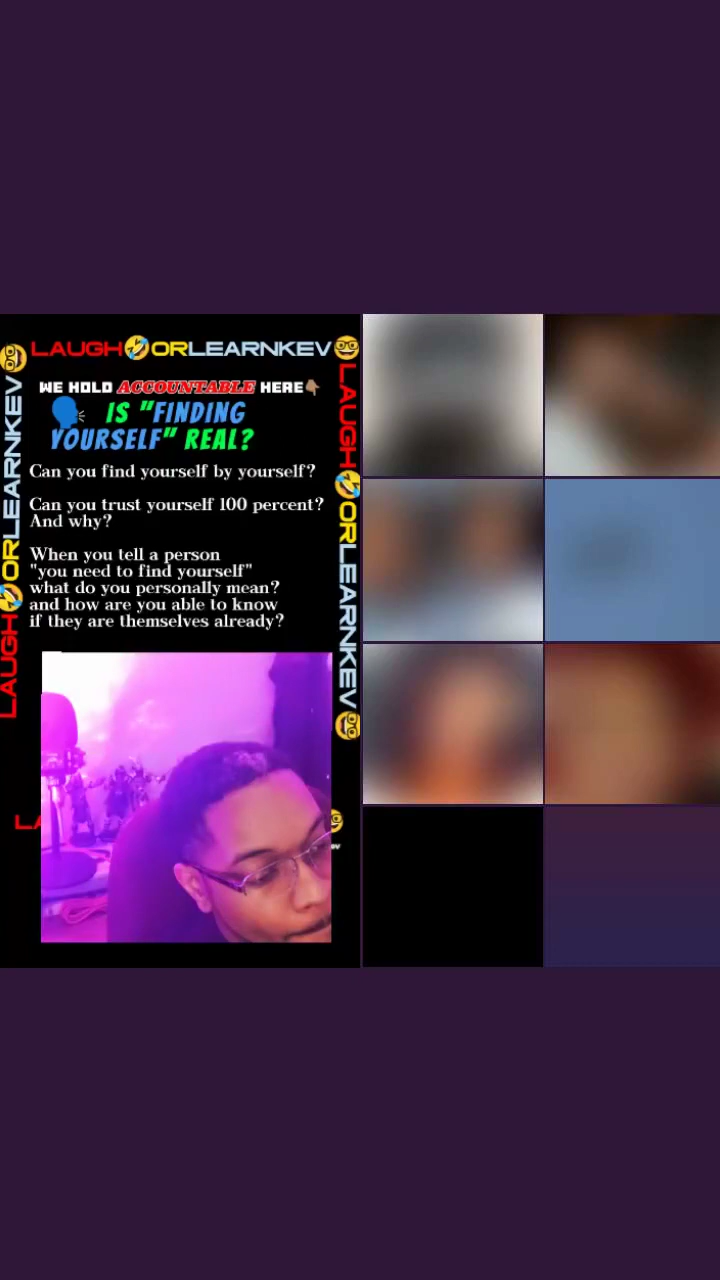 LAUGH🤣ORLEARNKEV🤓
WE HOLD ACCOUNTABLE HERE👇🏽
🗣 IS "FINDING
YOURSELF" REAL?
Can you find yourself by yourself?
Can you trust yourself 100 percent?
And why?
When you tell a person
"you need to find yourself"
what do you personally mean?
and how are you able to know
if they are themselves already?
LAUGH🤣ORLEARNKEV🤓
LAUGH🤣ORLEARNKEV🤓